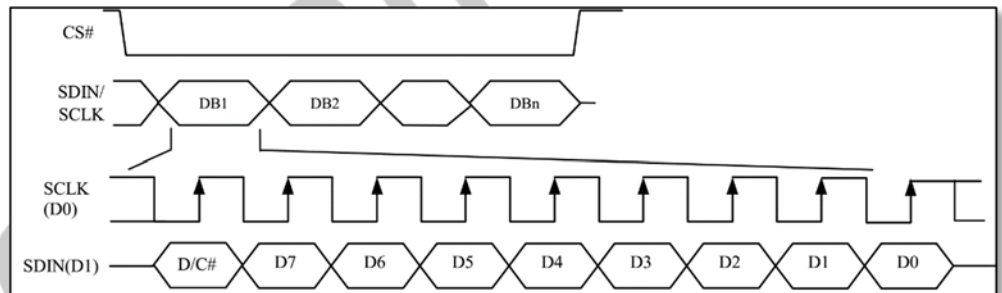 CS#
SDIN/
SCLK
DB1 DB2 DBn
SCLK
(D0)
SDIN(D1) D/C# D7 D6 D5 D4 D3 D2 D1 D0